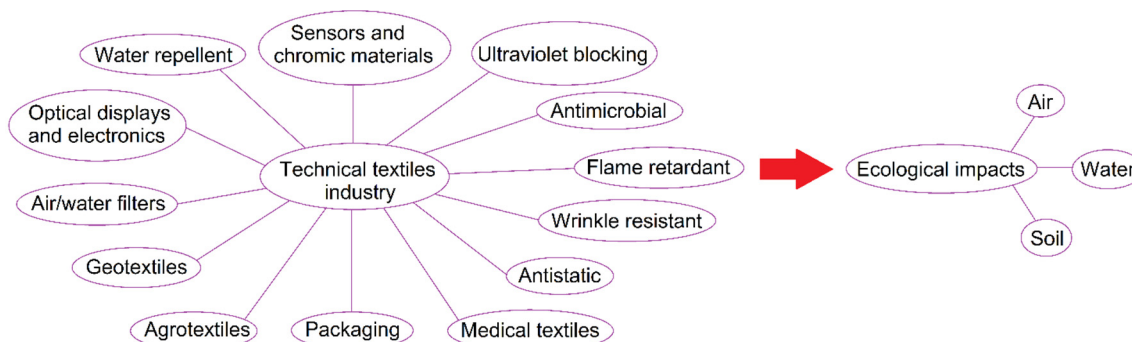 Sensors and
chromic materials
Water repellent
Ultraviolet blocking
Optical displays
and electronics
Antimicrobial
Technical textiles
industry
Flame retardant
Air/water filters
Wrinkle resistant
Geotextiles
Antistatic
Agrotextiles
Packaging
Medical textiles
Ecological impacts
Air
Water
Soil